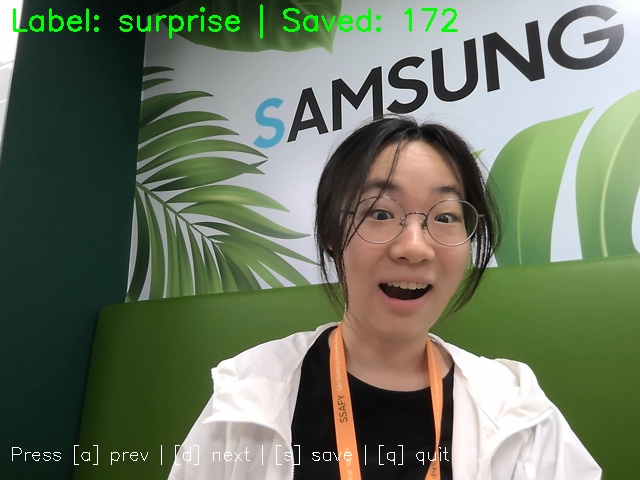 Label: surprise | Saved: 172
SAMSUNG
SSAFY
Press [a] prev | [d] next | [s] save | [q] quit